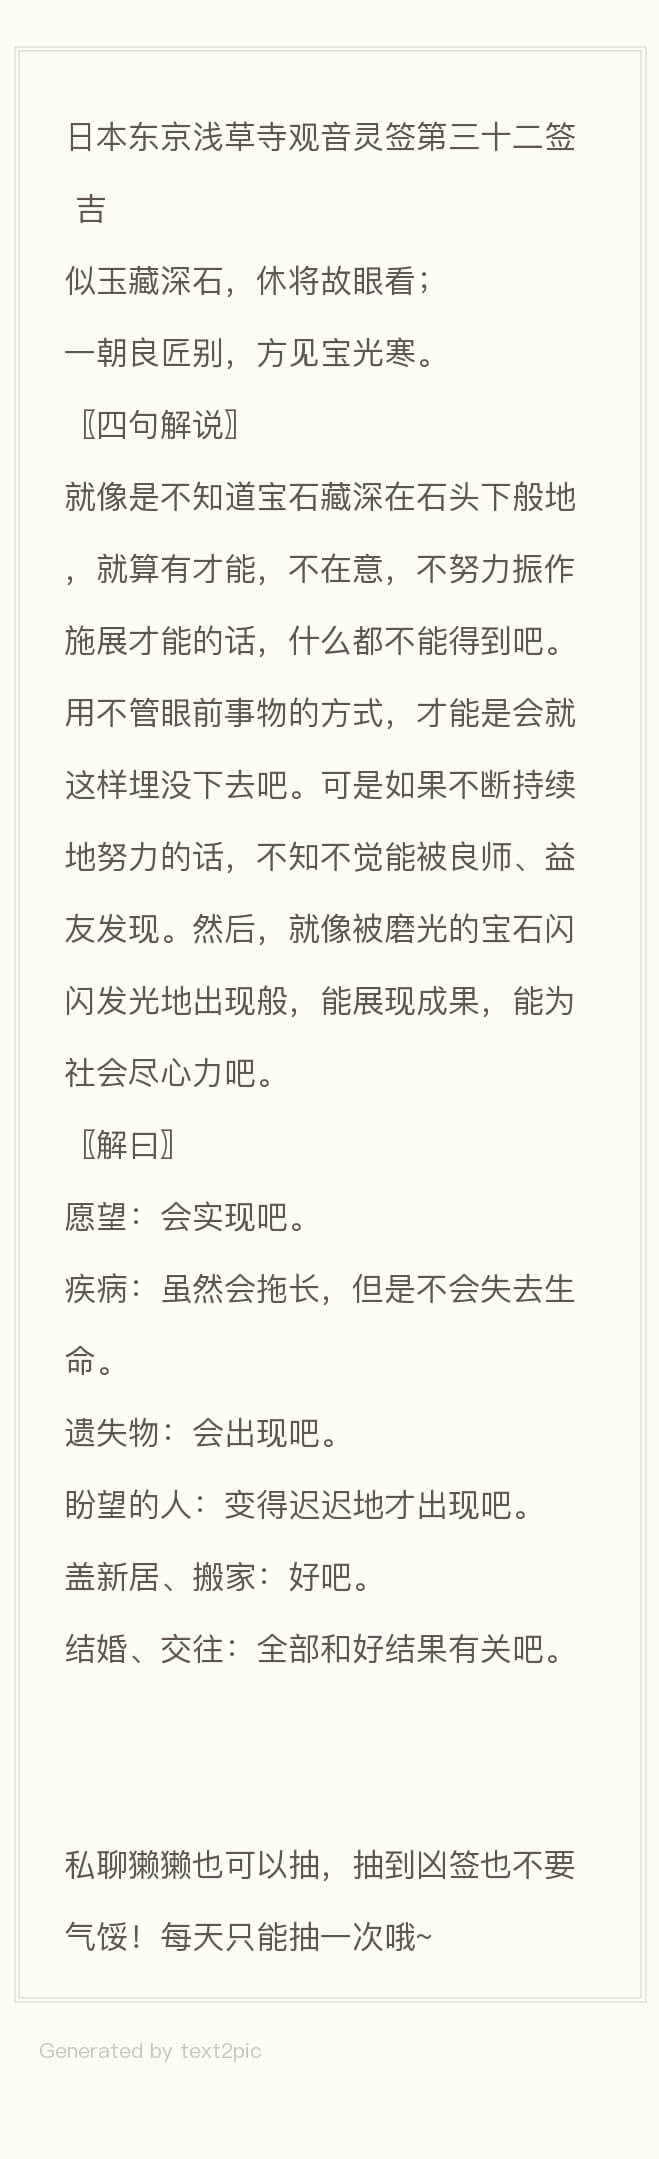 日本东京浅草寺观音灵签第三十二签
吉
似玉藏深石，休将故眼看；
一朝良匠别，方见宝光寒。
〖四句解说〗
就像是不知道宝石藏深在石头下般地
，就算有才能，不在意，不努力振作
施展才能的话，什么都不能得到吧。
用不管眼前事物的方式，才能是会就
这样埋没下去吧。可是如果不断持续
地努力的话，不知不觉能被良师、益
友发现。然后，就像被磨光的宝石闪
闪发光地出现般，能展现成果，能为
社会尽心力吧。
〖解曰〗
愿望：会实现吧。
疾病：虽然会拖长，但是不会失去生
命。
遗失物：会出现吧。
盼望的人：变得迟迟地才出现吧。
盖新居、搬家：好吧。
结婚、交往：全部和好结果有关吧。
私聊獭獭也可以抽，抽到凶签也不要
气馁！每天只能抽一次哦~
Generated by text2pic